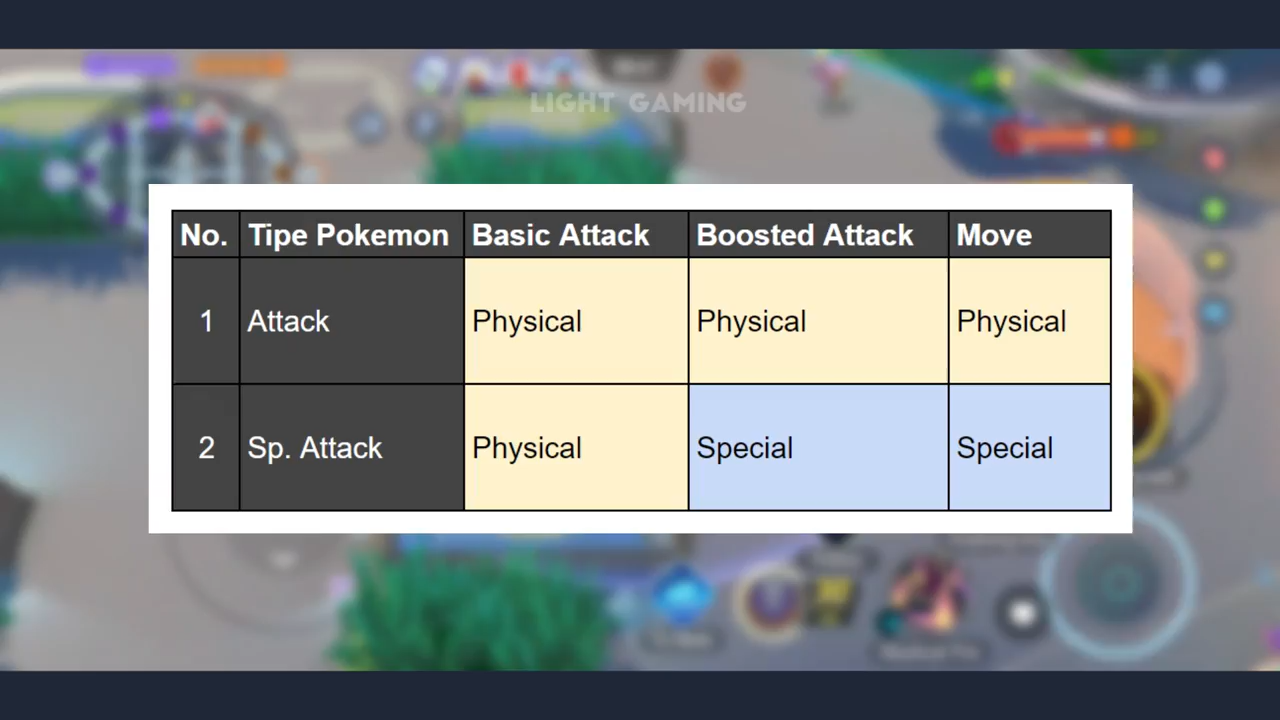 LIGHT GAMING
No. Tipe Pokemon Basic Attack Boosted Attack Move
1 Attack Physical Physical Physical
2 Sp. Attack Physical Special Special